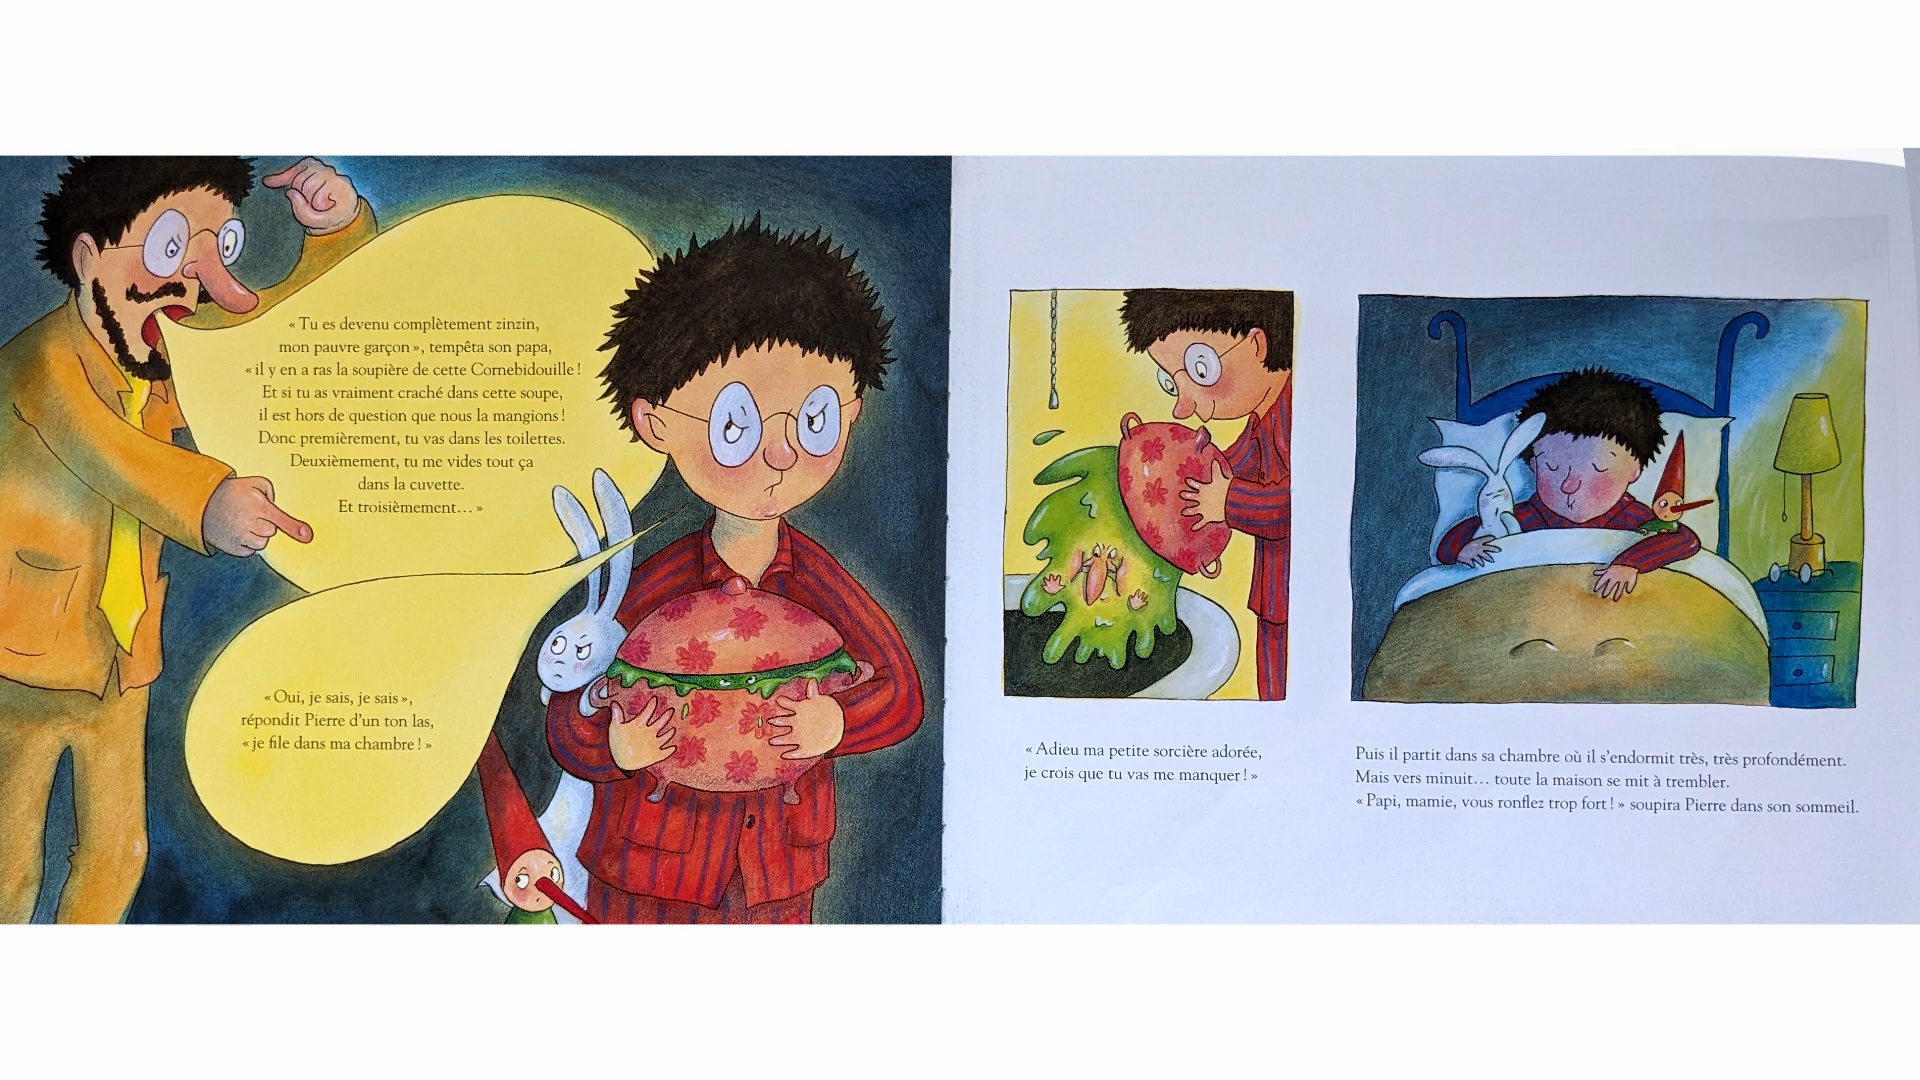 « Tu es devenu complètement zinzin,
mon pauvre garçon », tempêta son papa,
« il y en a ras la soupière de cette Cornebidouille !
Et si tu as vraiment craché dans cette soupe,
il est hors de question que nous la mangions !
Donc premièrement, tu vas dans les toilettes.
Deuxièmement, tu me vides tout ça
dans la cuvette.
Et troisièmement… »
« Oui, je sais, je sais »,
répondit Pierre d’un ton las,
« je file dans ma chambre ! »
« Adieu ma petite sorcière adorée,
je crois que tu vas me manquer ! »
Puis il partit dans sa chambre où il s’endormit très, très profondément.
Mais vers minuit… toute la maison se mit à trembler.
« Papi, mamie, vous ronflez trop fort ! » soupira Pierre dans son sommeil.